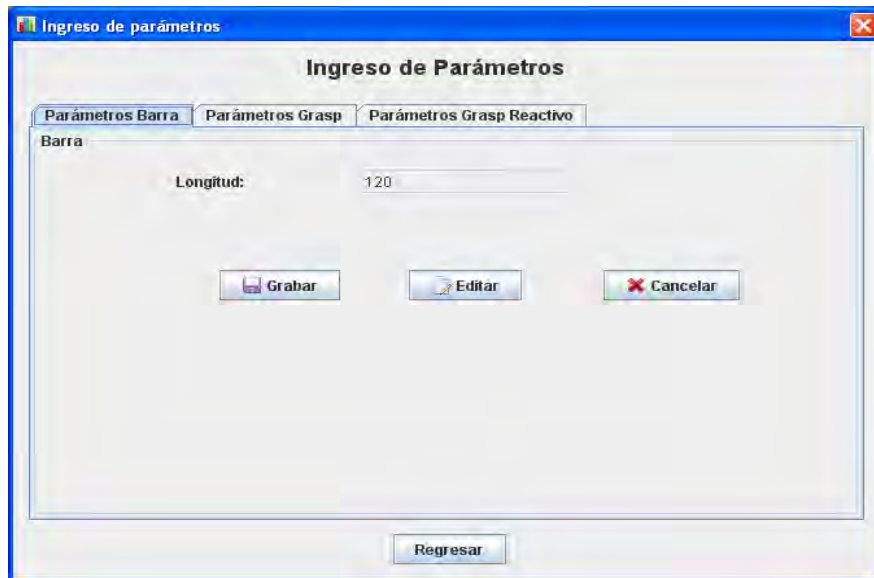 Ingreso de parámetros
Ingreso de Parámetros
Parámetros Barra Parámetros Grasp Parámetros Grasp Reactivo
Barra
Longitud: 120
Grabar Editar Cancelar
Regresar